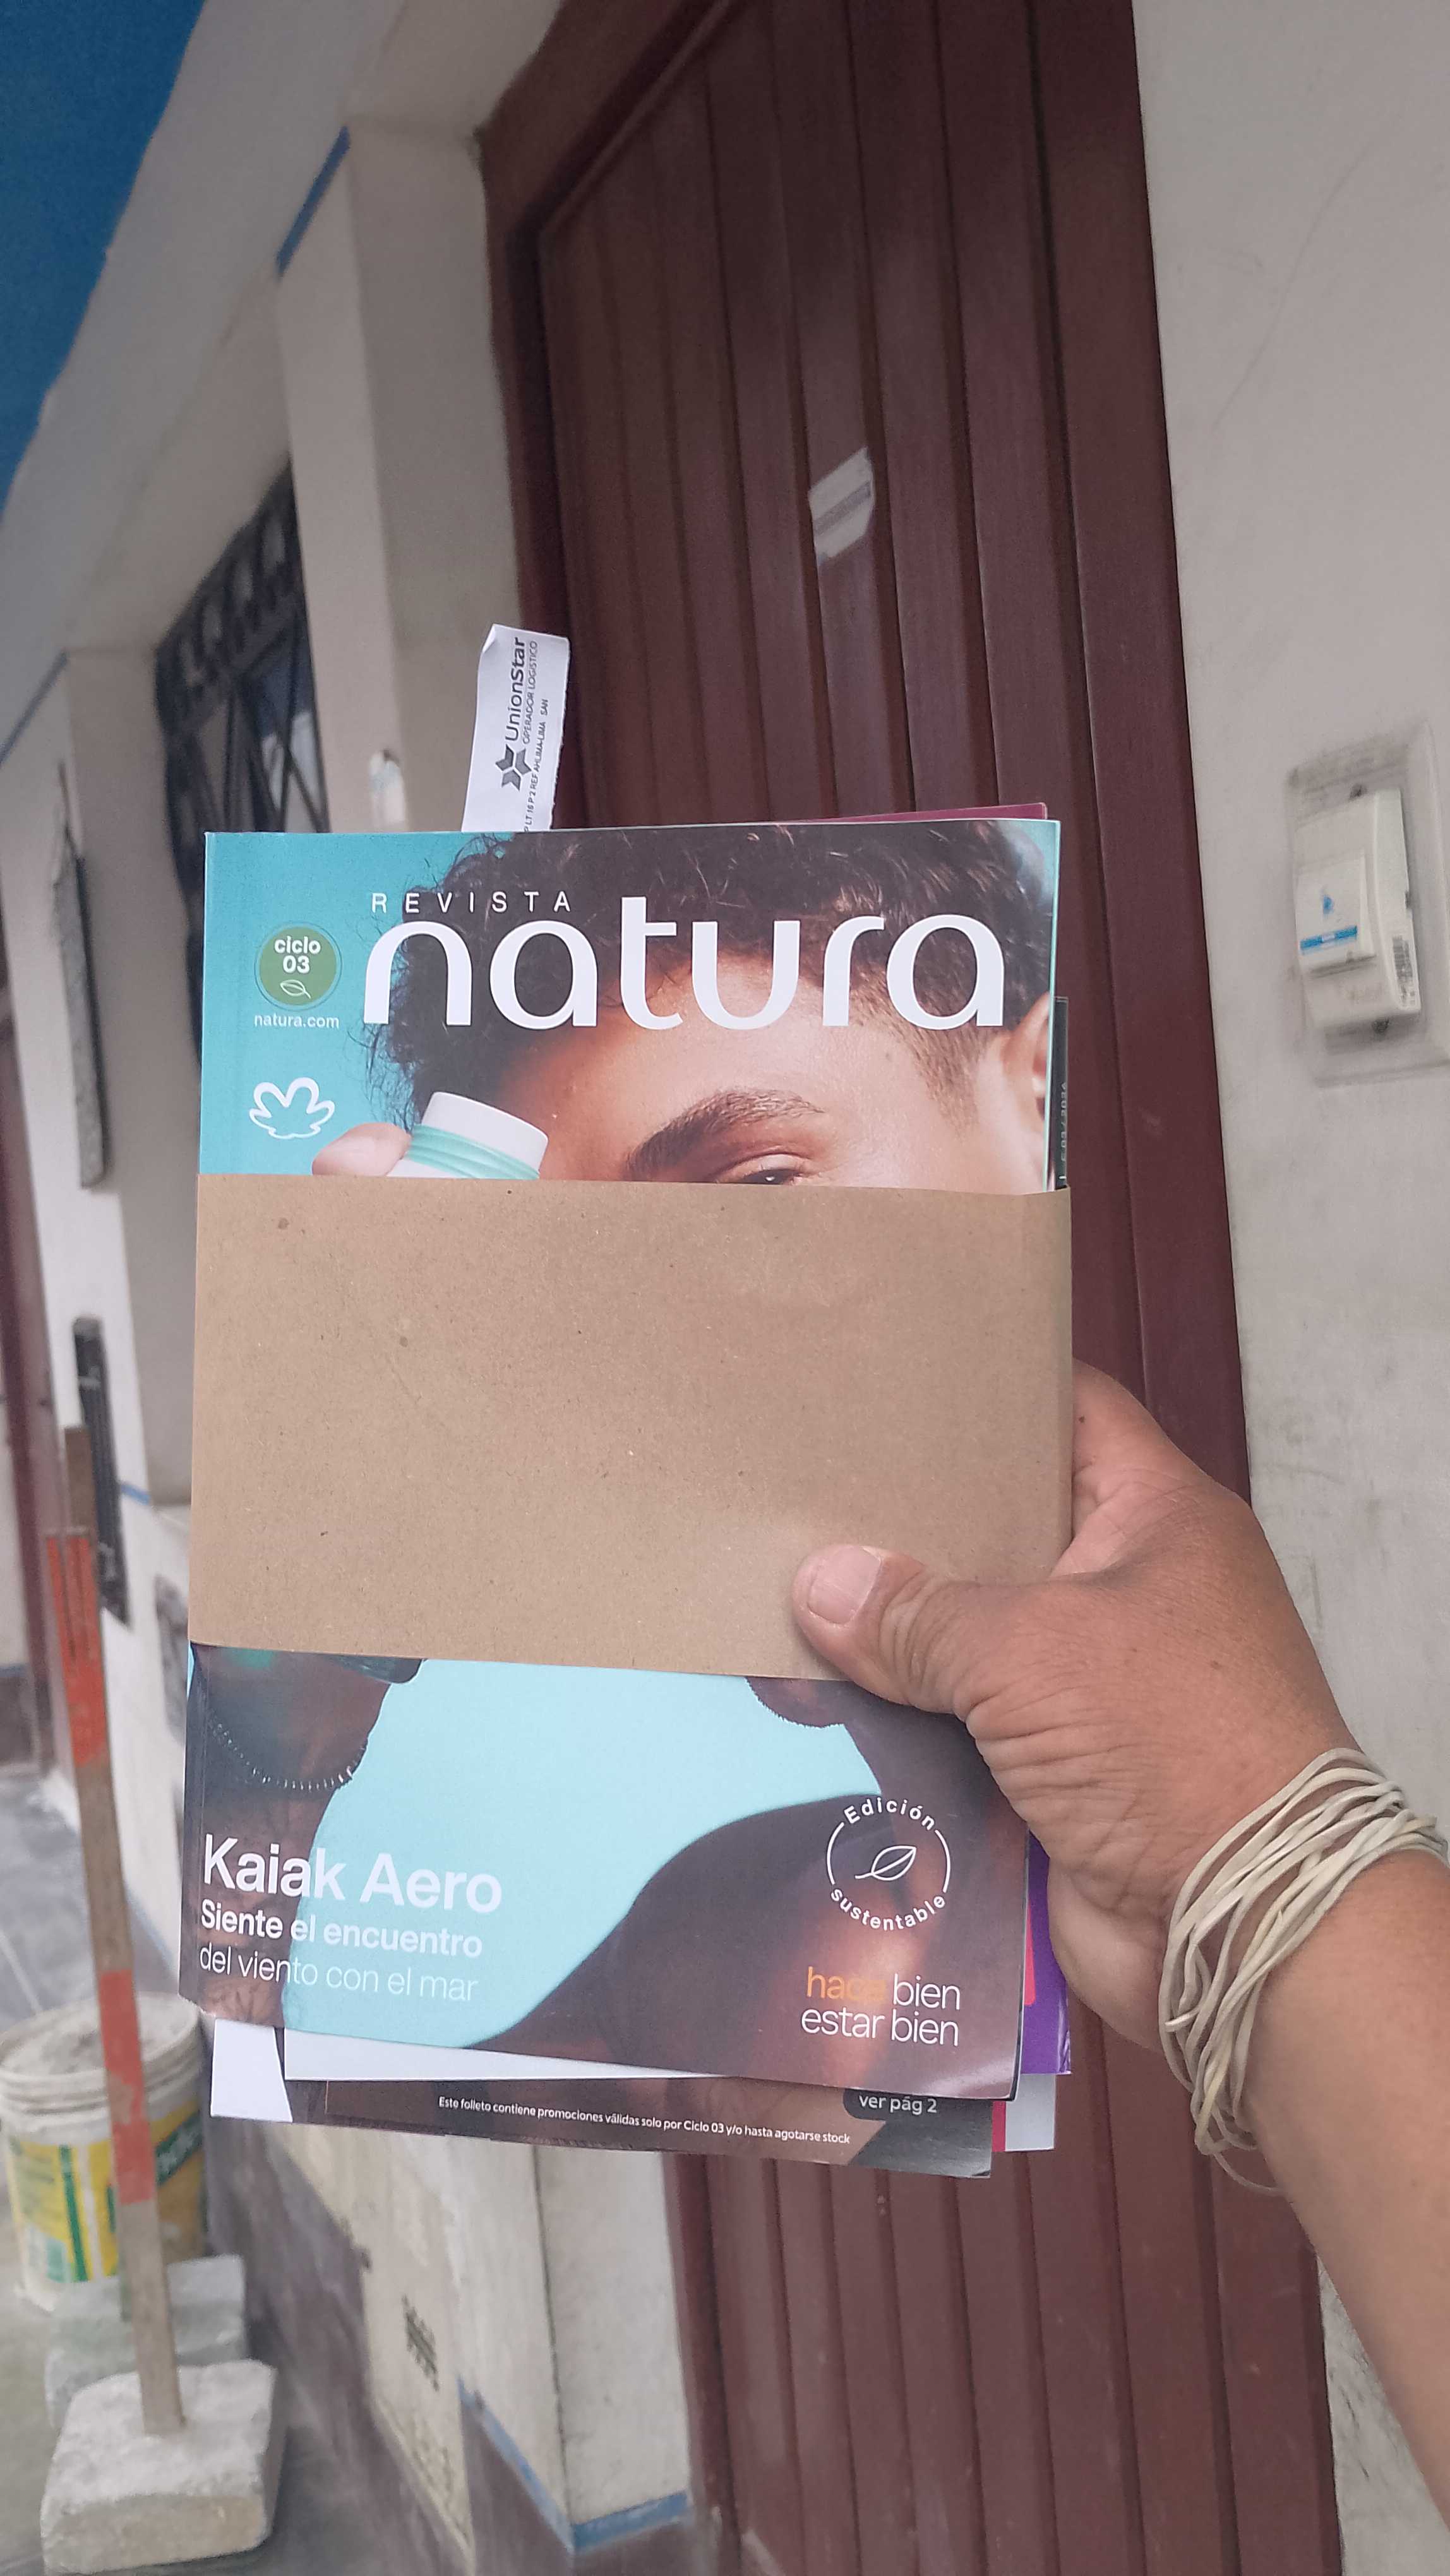 UnionStar
OPERADOR LOGISTICO
REVISTA
natura
ciclo
03
natura.com
Kaiak Aero
Siente el encuentro
del viento con el mar
Edición
sustentable
hace bien
estar bien
ver pág 2
Este folleto contiene promociones válidas solo por Ciclo 03 y/o hasta agotarse stock